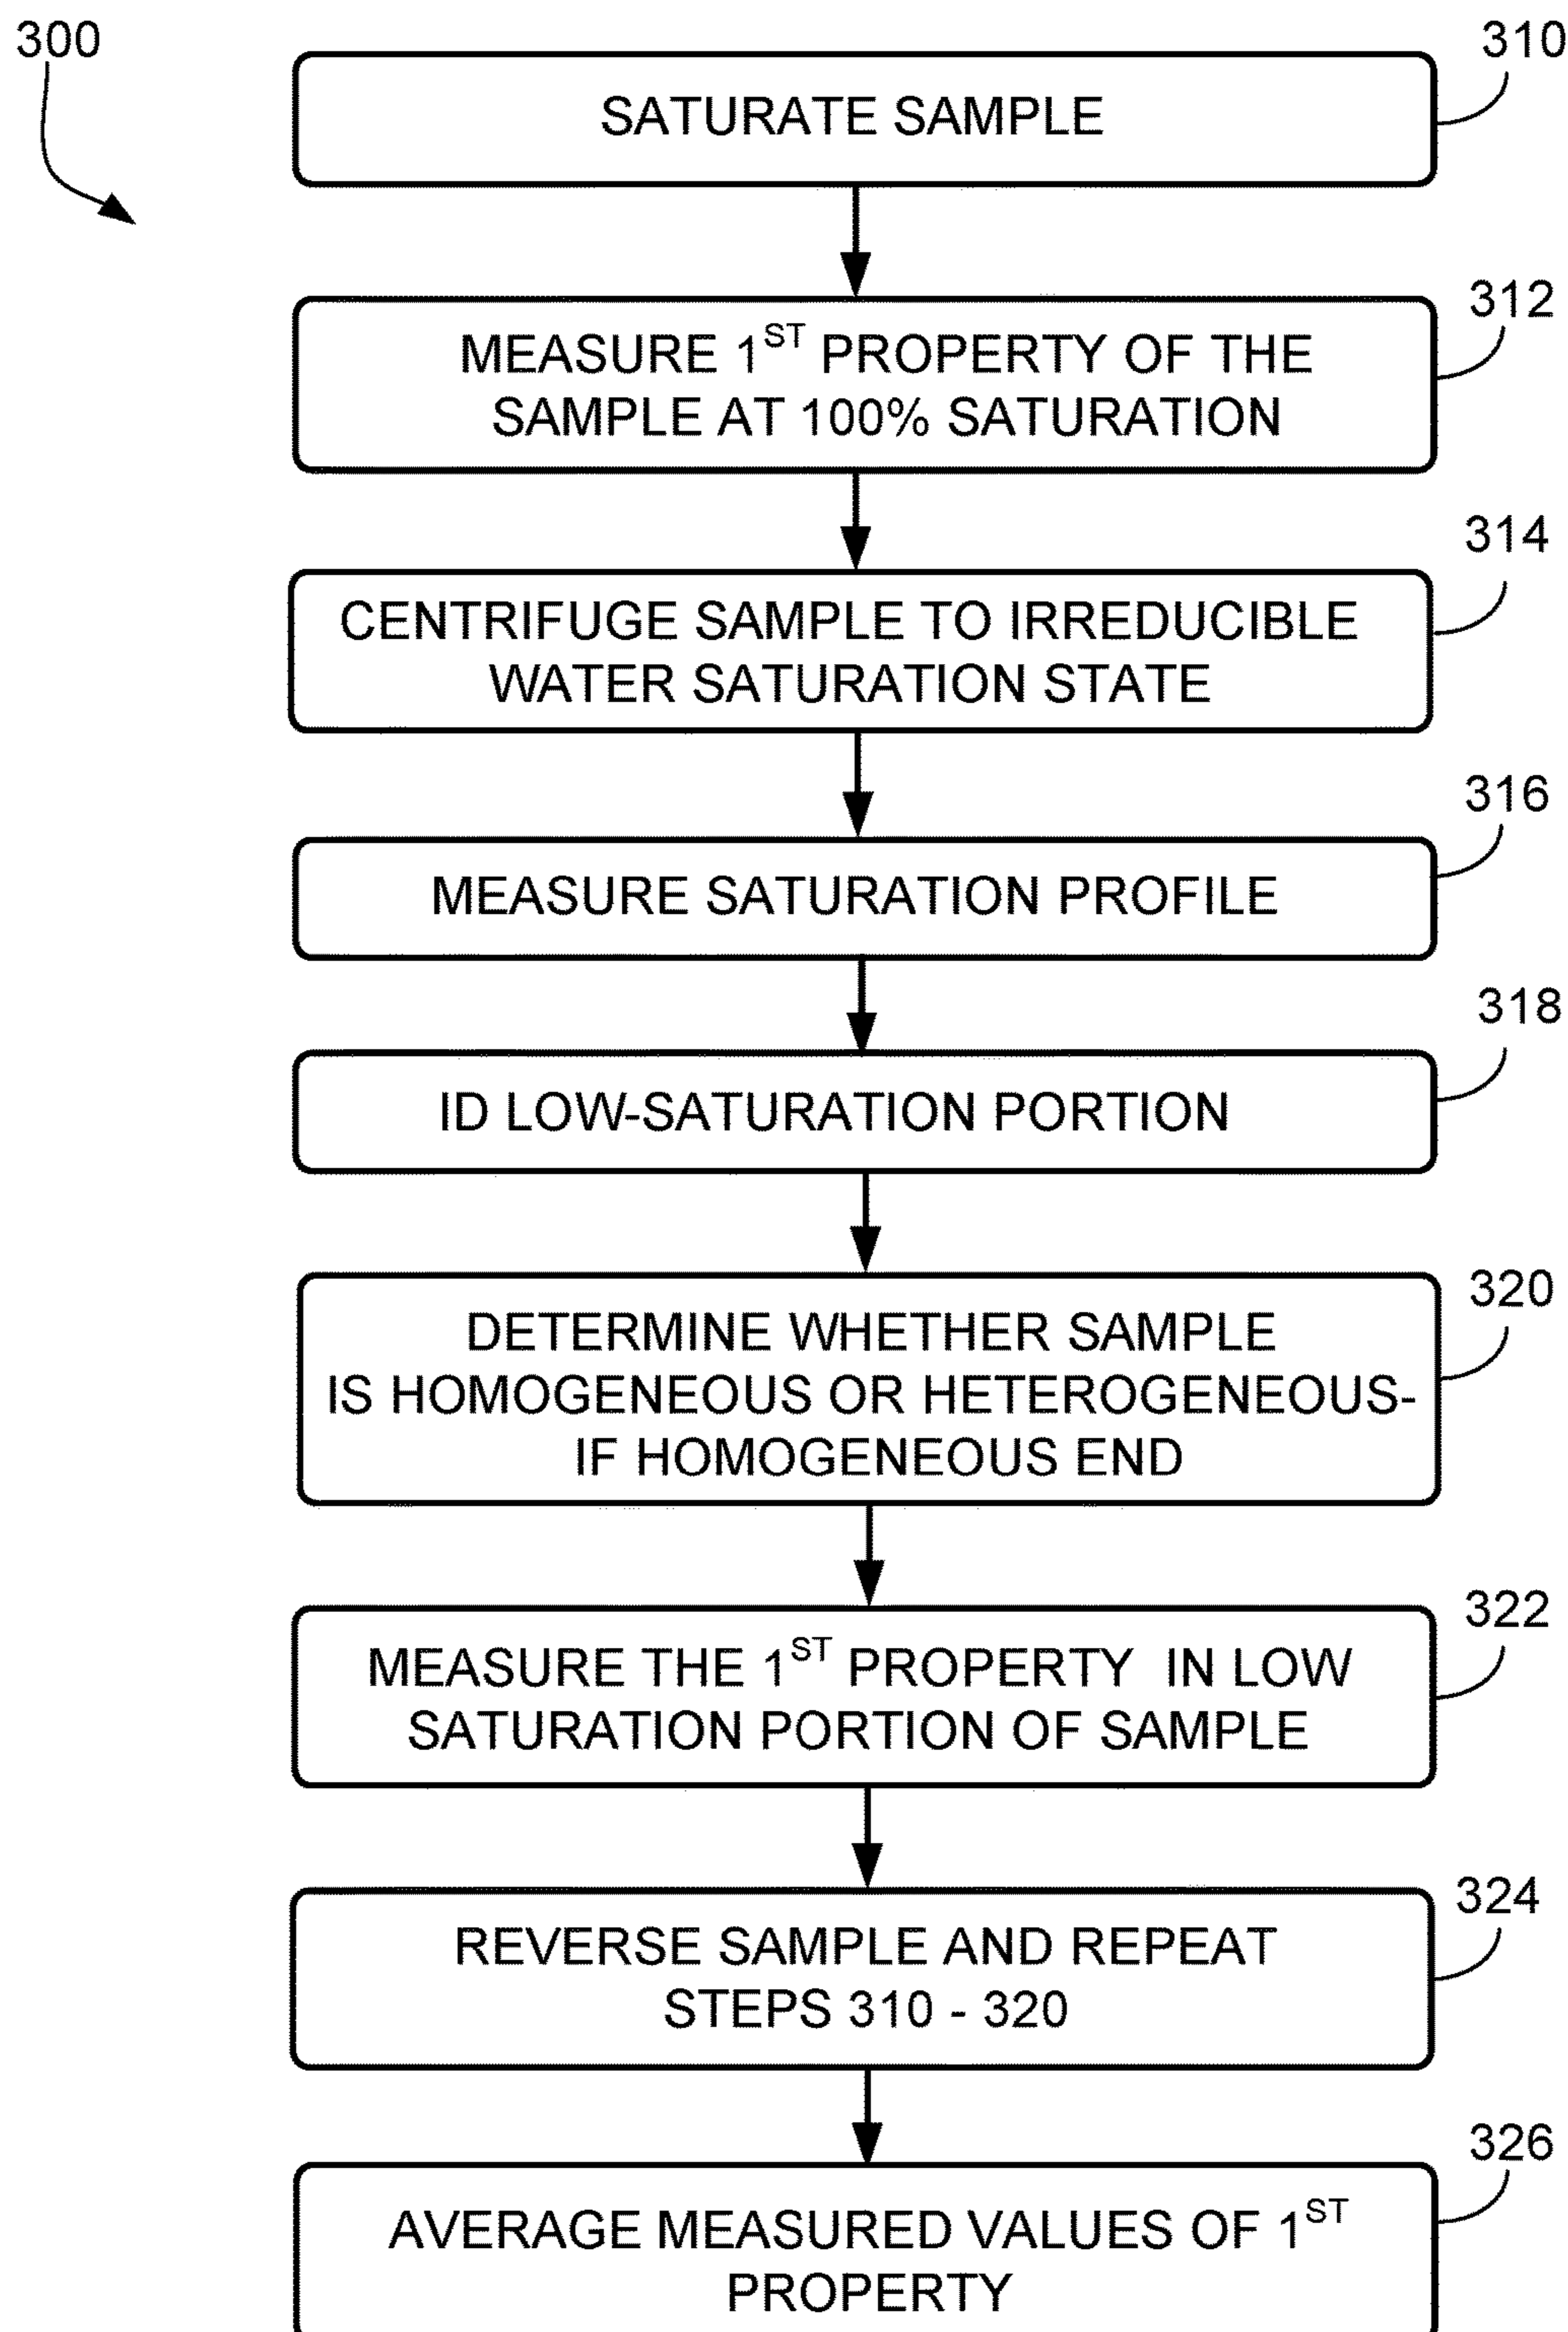 300
310
SATURATE SAMPLE
312
MEASURE 1ST PROPERTY OF THE
SAMPLE AT 100% SATURATION
314
CENTRIFUGE SAMPLE TO IRREDUCIBLE
WATER SATURATION STATE
316
MEASURE SATURATION PROFILE
318
ID LOW-SATURATION PORTION
320
DETERMINE WHETHER SAMPLE
IS HOMOGENEOUS OR HETEROGENEOUS-
IF HOMOGENEOUS END
322
MEASURE THE 1ST PROPERTY IN LOW
SATURATION PORTION OF SAMPLE
324
REVERSE SAMPLE AND REPEAT
STEPS 310 - 320
326
AVERAGE MEASURED VALUES OF 1ST
PROPERTY